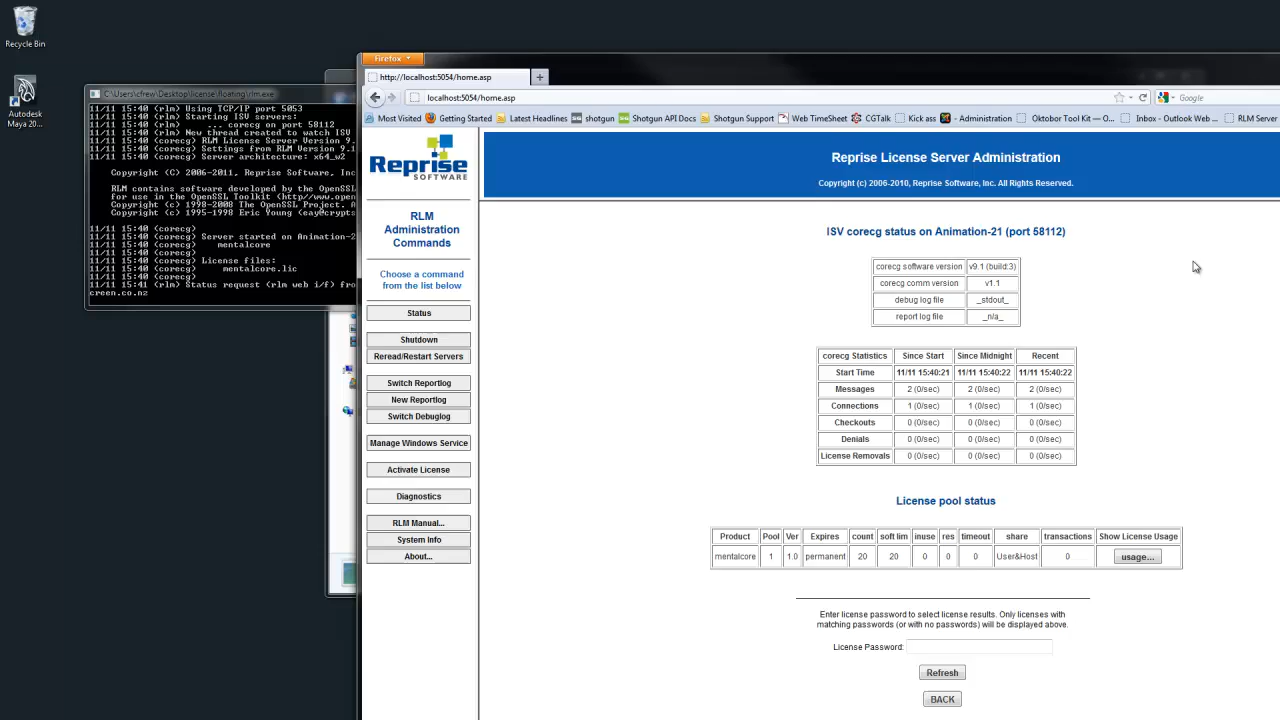 Recycle Bin
Autodesk
Maya 20...
C:\Users\cfrew\Desktop\license\floating\rlm.exe
11/11 15:40 (rlm) Using TCP/IP port 5053
11/11 15:40 (rlm) Starting ISV servers:
11/11 15:40 (rlm)     ... corecg on port 58112
11/11 15:40 (rlm) New thread created to watch ISV
11/11 15:40 (corecg) RLM License Server Version 9.1
11/11 15:40 (corecg) Settings from RLM Version 9.1
11/11 15:40 (corecg) Server architecture: x64_w2
Copyright (C) 2006-2011, Reprise Software, Inc
RLM contains software developed by the OpenSSL
for use in the OpenSSL Toolkit (http//www.open
Copyright (c) 1998-2008 The OpenSSL Project. A
Copyright (c) 1995-1998 Eric Young (eay@crypts
11/11 15:40 (corecg)
11/11 15:40 (corecg) Server started on Animation-2
11/11 15:40 (corecg)     mentalcore
11/11 15:40 (corecg)
11/11 15:40 (corecg) License files:
11/11 15:40 (corecg)     mentalcore.lic
11/11 15:40 (corecg)
11/11 15:41 (rlm) Status request (rlm web i/f) fro
creen.co.nz
Firefox
http://localhost:5054/home.asp
+
localhost:5054/home.asp
Google
Most Visited Getting Started Latest Headlines shotgun Shotgun API Docs Shotgun Support Web TimeSheet CGTalk Kick ass - Administration Oktobor Tool Kit — O... Inbox - Outlook Web ... RLM Server
Reprise
SOFTWARE
RLM
Administration
Commands
Choose a command
from the list below
Status
Shutdown
Reread/Restart Servers
Switch Reportlog
New Reportlog
Switch Debuglog
Manage Windows Service
Activate License
Diagnostics
RLM Manual...
System Info
About...
Reprise License Server Administration
Copyright (c) 2006-2010, Reprise Software, Inc. All Rights Reserved.
ISV corecg status on Animation-21 (port 58112)
corecg software version v9.1 (build:3)
corecg comm version v1.1
debug log file _stdout_
report log file _n/a_
corecg Statistics Since Start Since Midnight Recent
Start Time 11/11 15:40:21 11/11 15:40:22 11/11 15:40:22
Messages 2 (0/sec) 2 (0/sec) 2 (0/sec)
Connections 1 (0/sec) 1 (0/sec) 1 (0/sec)
Checkouts 0 (0/sec) 0 (0/sec) 0 (0/sec)
Denials 0 (0/sec) 0 (0/sec) 0 (0/sec)
License Removals 0 (0/sec) 0 (0/sec) 0 (0/sec)
License pool status
Product Pool Ver Expires count soft lim inuse res timeout share transactions Show License Usage
mentalcore 1 1.0 permanent 20 20 0 0 0 User&Host 0 usage...
Enter license password to select license results. Only licenses with
matching passwords (or with no passwords) will be displayed above.
License Password:
Refresh
BACK